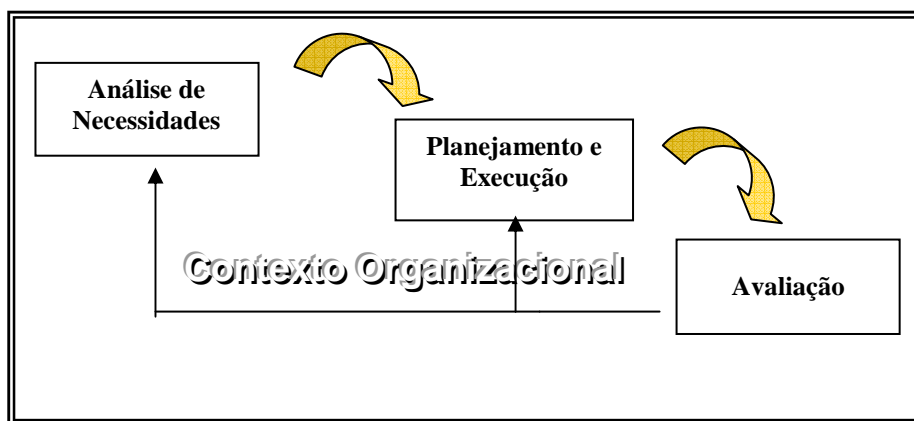 Análise de
Necessidades
Planejamento e
Execução
Contexto Organizacional
Avaliação